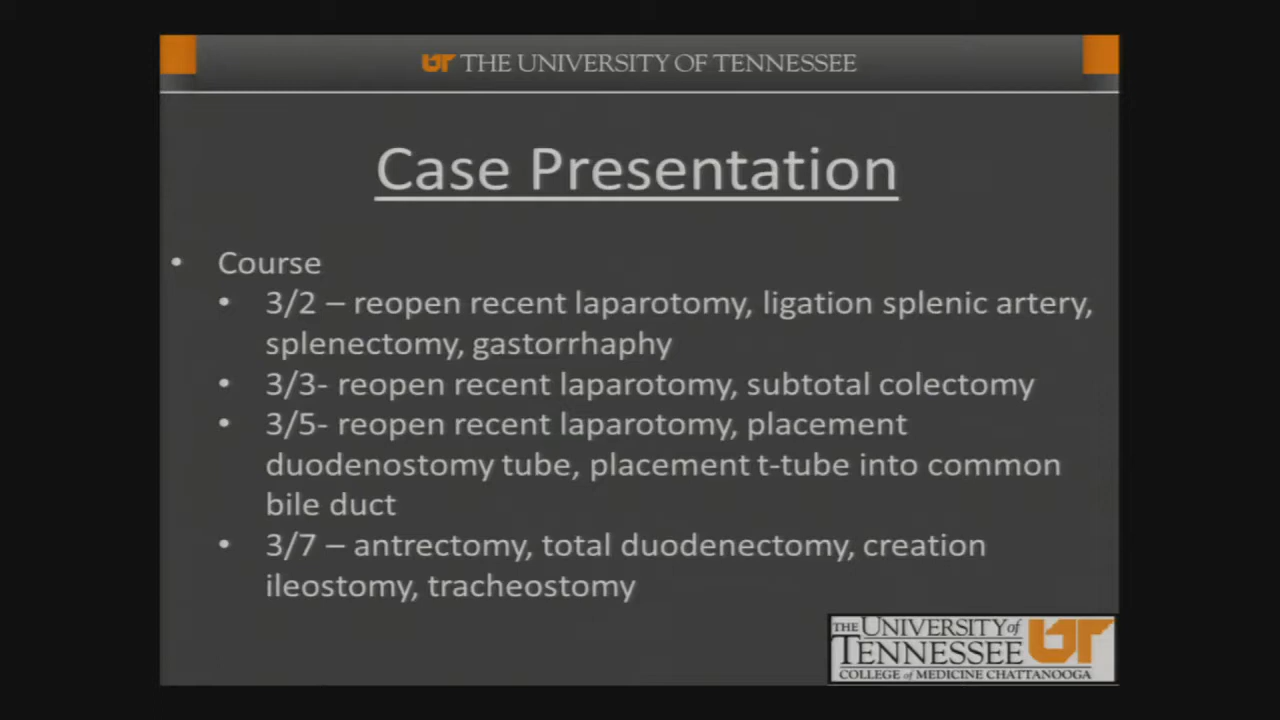 UT THE UNIVERSITY OF TENNESSEE
Case Presentation
• Course
• 3/2 – reopen recent laparotomy, ligation splenic artery,
splenectomy, gastorrhaphy
• 3/3- reopen recent laparotomy, subtotal colectomy
• 3/5- reopen recent laparotomy, placement
duodenostomy tube, placement t-tube into common
bile duct
• 3/7 – antrectomy, total duodenectomy, creation
ileostomy, tracheostomy
THE UNIVERSITY of
TENNESSEE UT
COLLEGE of MEDICINE CHATTANOOGA